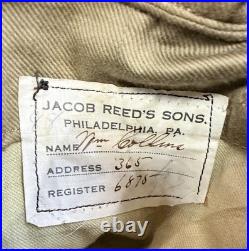 JACOB REED'S SONS.
PHILADELPHIA, PA.
NAME Wm Collins
ADDRESS 365
REGISTER 6875